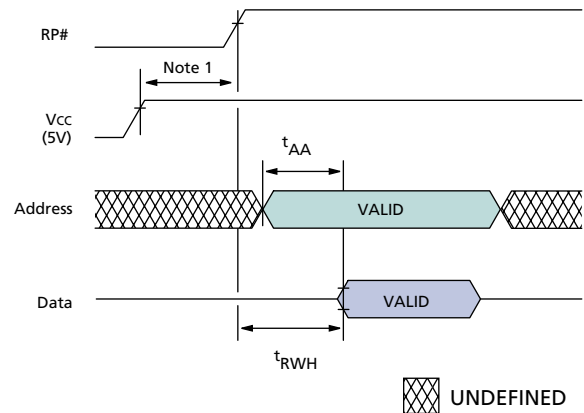 RP#
Note 1
VCC
(5V)
tAA
Address
VALID
Data
VALID
tRWH
UNDEFINED